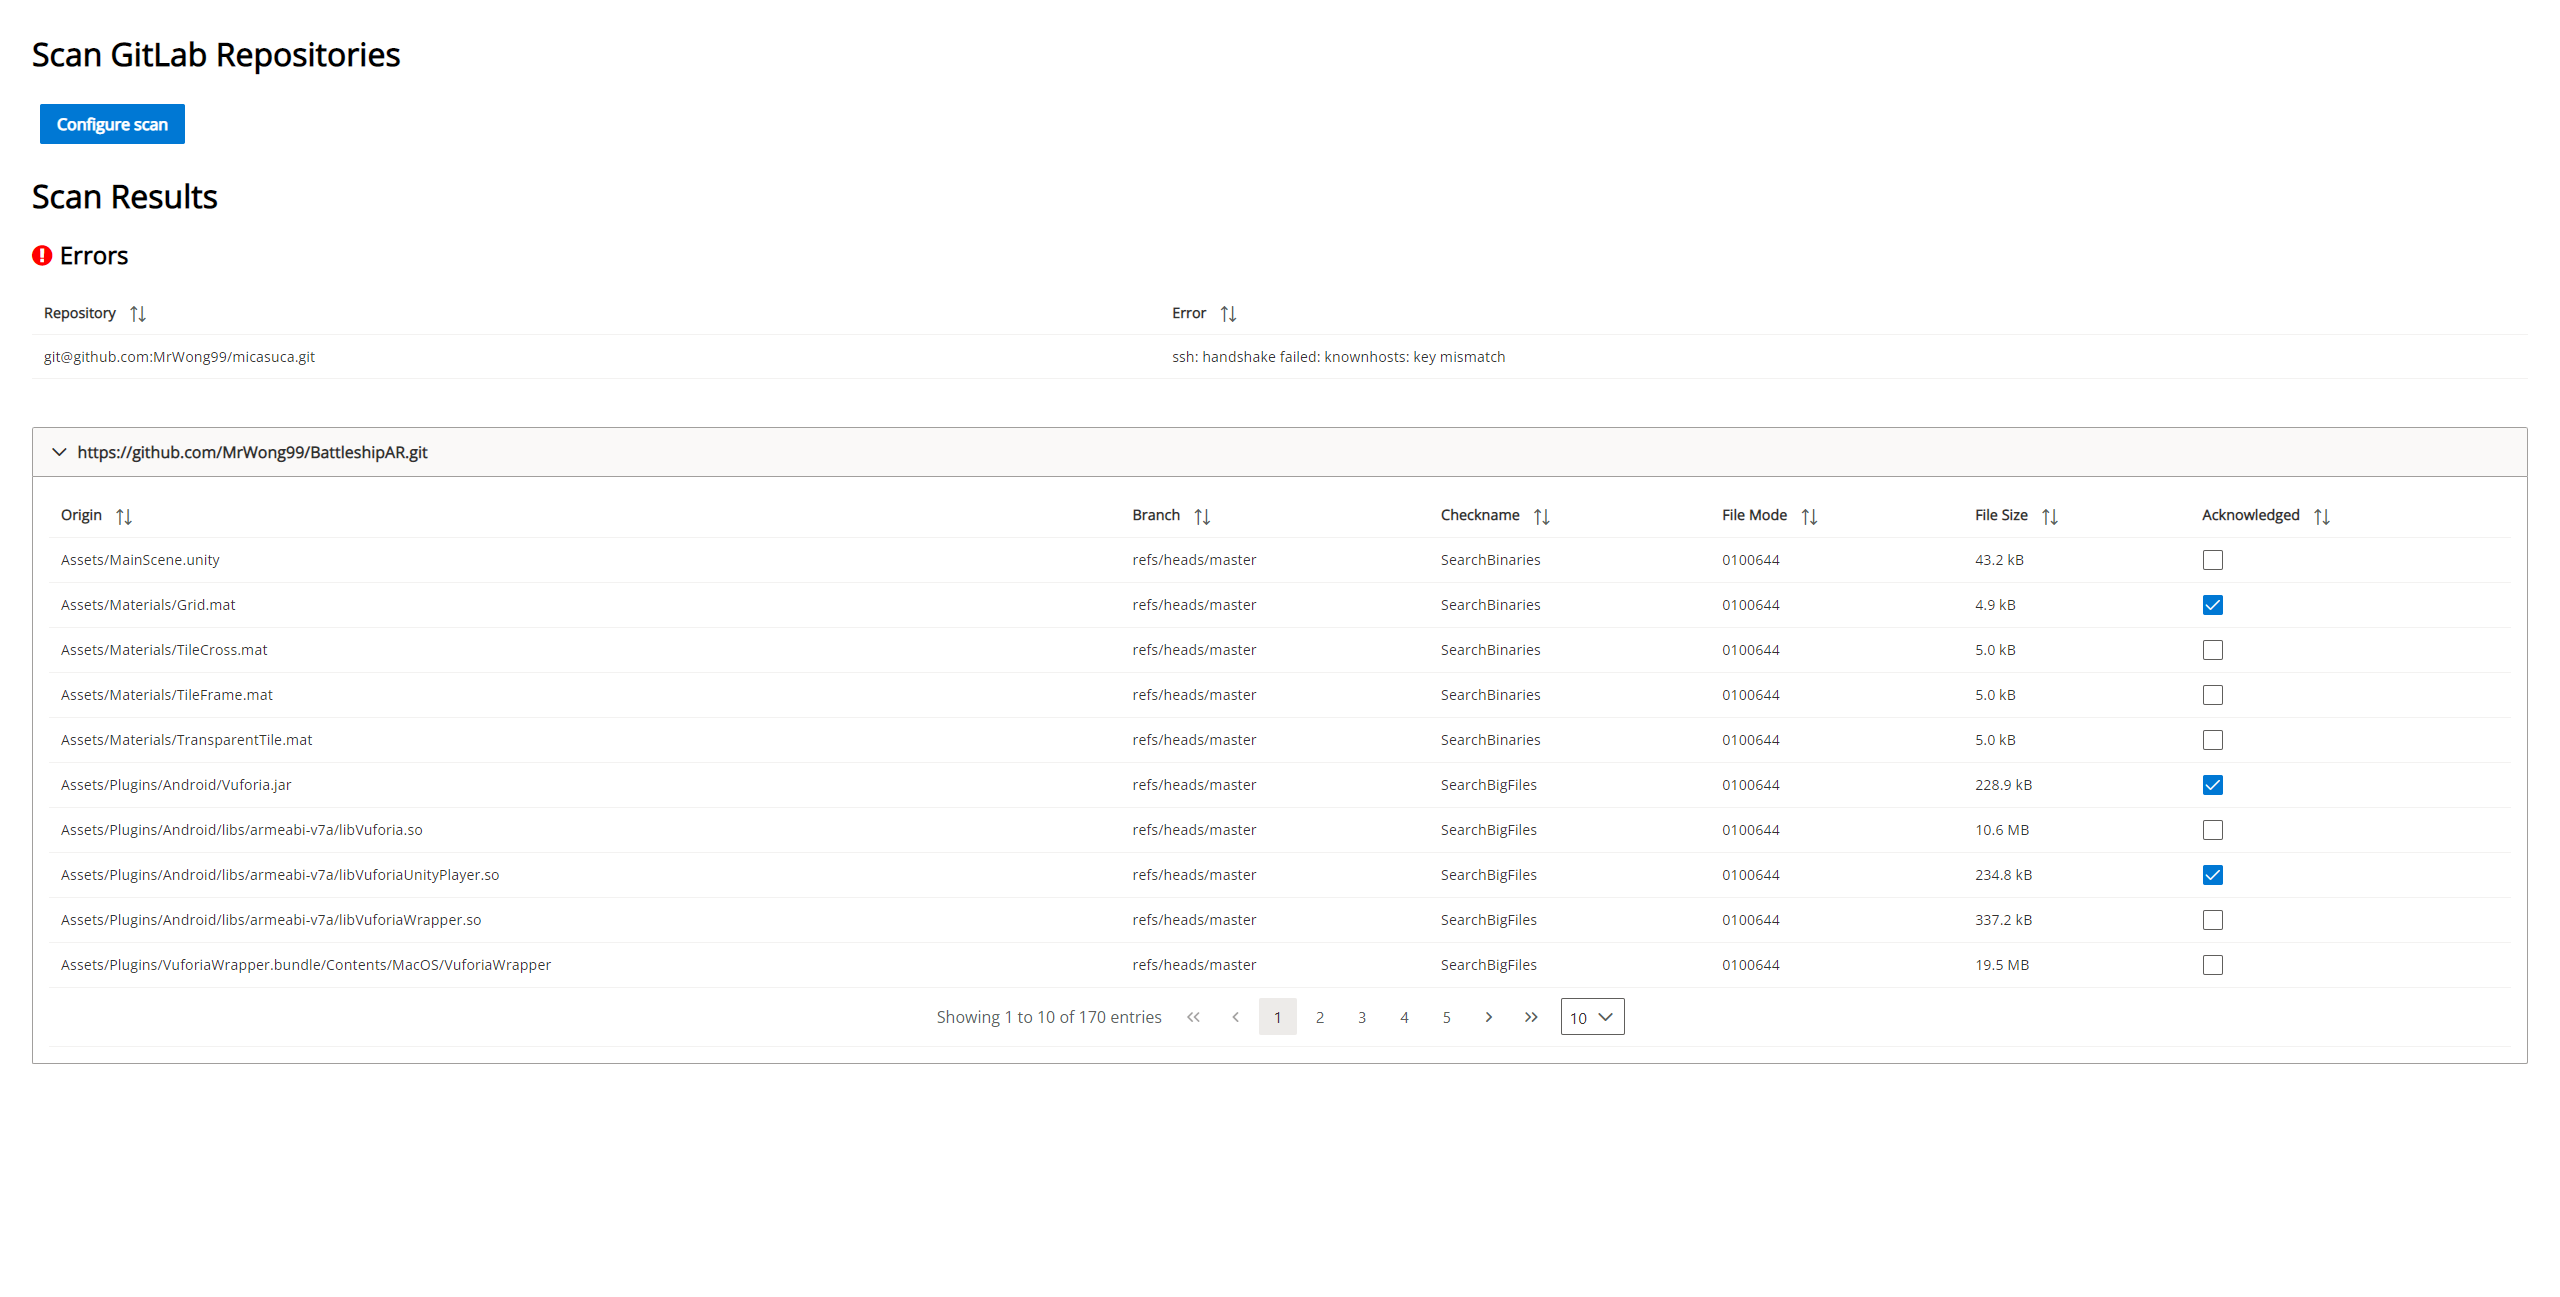 Scan GitLab Repositories
Configure scan
Scan Results
Errors
Repository Error
git@github.com:MrWong99/micasuca.git ssh: handshake failed: knownhosts: key mismatch
https://github.com/MrWong99/BattleshipAR.git
Origin Branch Checkname File Mode File Size Acknowledged
Assets/MainScene.unity refs/heads/master SearchBinaries 0100644 43.2 kB
Assets/Materials/Grid.mat refs/heads/master SearchBinaries 0100644 4.9 kB
Assets/Materials/TileCross.mat refs/heads/master SearchBinaries 0100644 5.0 kB
Assets/Materials/TileFrame.mat refs/heads/master SearchBinaries 0100644 5.0 kB
Assets/Materials/TransparentTile.mat refs/heads/master SearchBinaries 0100644 5.0 kB
Assets/Plugins/Android/Vuforia.jar refs/heads/master SearchBigFiles 0100644 228.9 kB
Assets/Plugins/Android/libs/armeabi-v7a/libVuforia.so refs/heads/master SearchBigFiles 0100644 10.6 MB
Assets/Plugins/Android/libs/armeabi-v7a/libVuforiaUnityPlayer.so refs/heads/master SearchBigFiles 0100644 234.8 kB
Assets/Plugins/Android/libs/armeabi-v7a/libVuforiaWrapper.so refs/heads/master SearchBigFiles 0100644 337.2 kB
Assets/Plugins/VuforiaWrapper.bundle/Contents/MacOS/VuforiaWrapper refs/heads/master SearchBigFiles 0100644 19.5 MB
Showing 1 to 10 of 170 entries 1 2 3 4 5 10